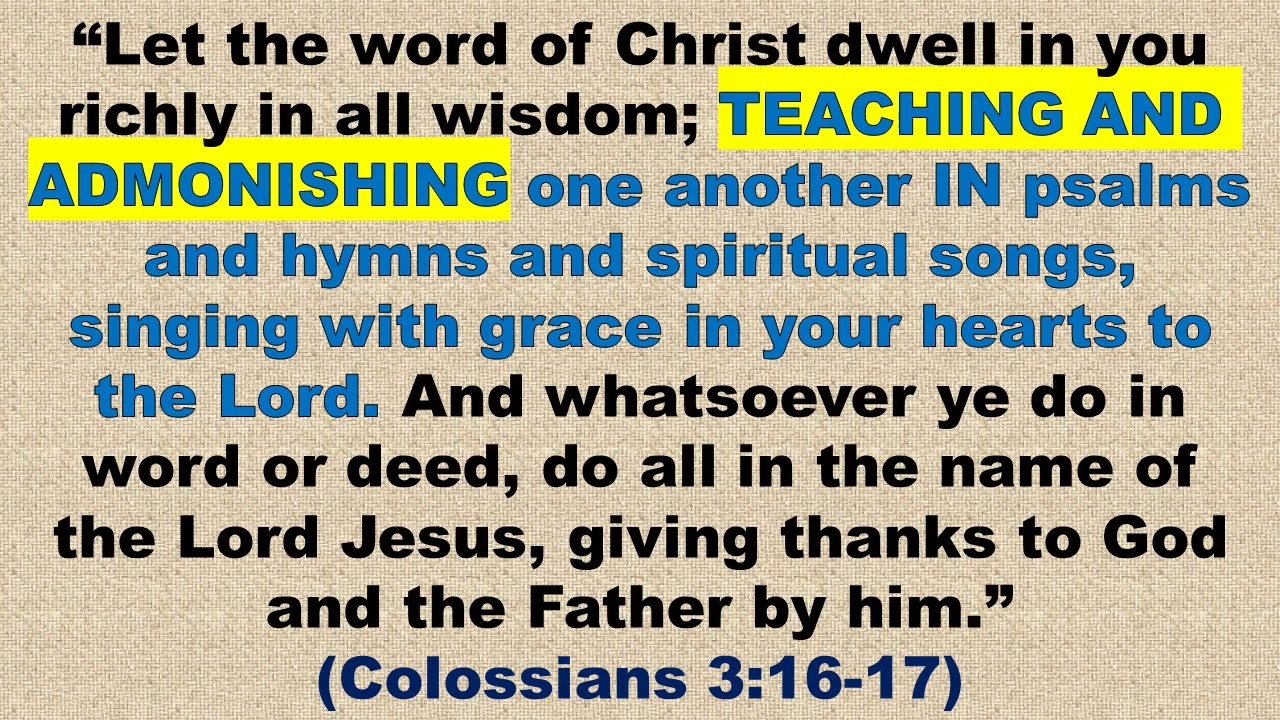 “Let the word of Christ dwell in you
richly in all wisdom; TEACHING AND
ADMONISHING one another IN psalms
and hymns and spiritual songs,
singing with grace in your hearts to
the Lord. And whatsoever ye do in
word or deed, do all in the name of
the Lord Jesus, giving thanks to God
and the Father by him.”
(Colossians 3:16-17)